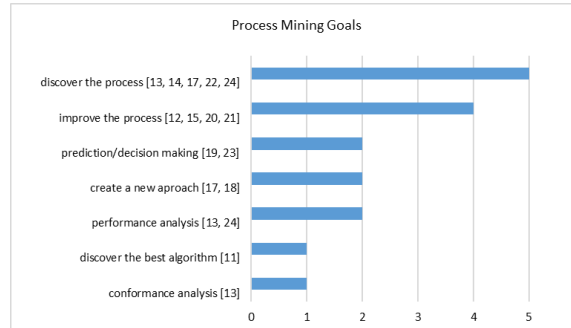 Process Mining Goals
discover the process [13, 14, 17, 22, 24]
improve the process [12, 15, 20, 21]
prediction/decision making [19, 23]
create a new aproach [17, 18]
performance analysis [13, 24]
discover the best algorithm [11]
conformance analysis [13]
0 1 2 3 4 5